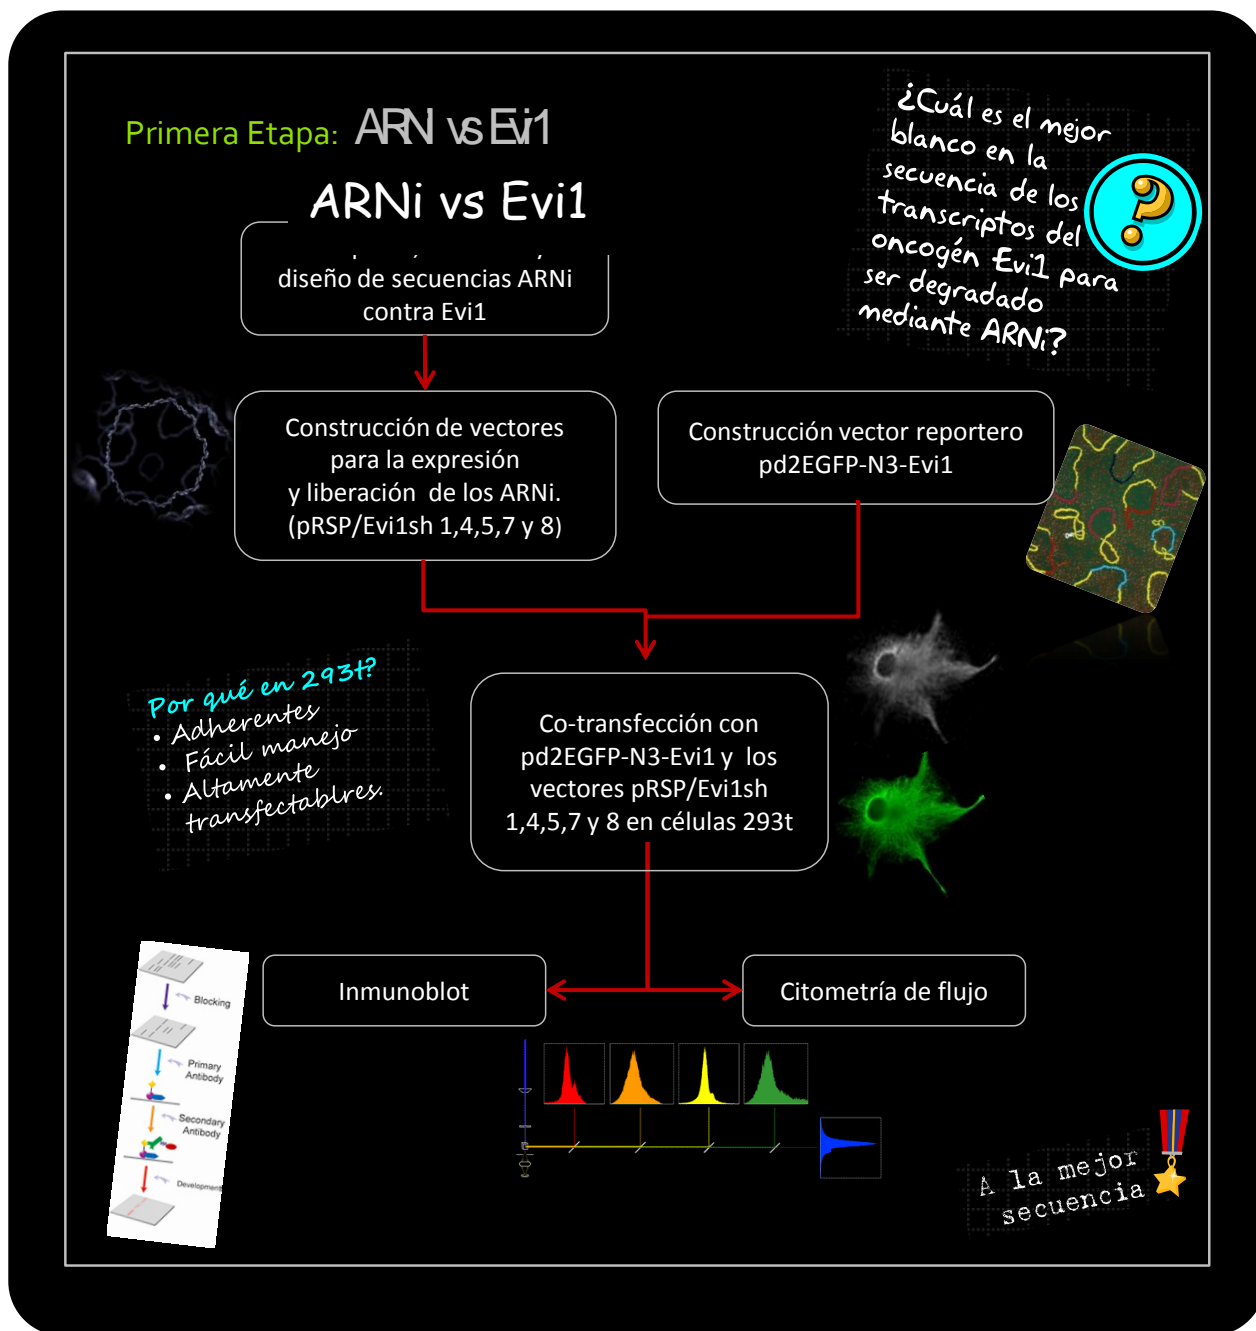 Primera Etapa: ARNi vs Evi1
ARNi vs Evi1
diseño de secuencias ARNi
contra Evi1
¿Cuál es el mejor
blanco en la
secuencia de los
transcriptos del
oncogén Evi1 para
ser degradado
mediante ARNi?
Construcción de vectores
para la expresión
y liberación de los ARNi.
(pRSP/Evi1sh 1,4,5,7 y 8)
Construcción vector reportero
pd2EGFP-N3-Evi1
Por qué en 293t?
• Adherentes
• Fácil manejo
• Altamente
transfectablres.
Co-transfección con
pd2EGFP-N3-Evi1 y los
vectores pRSP/Evi1sh
1,4,5,7 y 8 en células 293t
Inmunoblot
Citometría de flujo
Blocking
Primary
Antibody
Secondary
Antibody
Development
A la mejor
secuencia